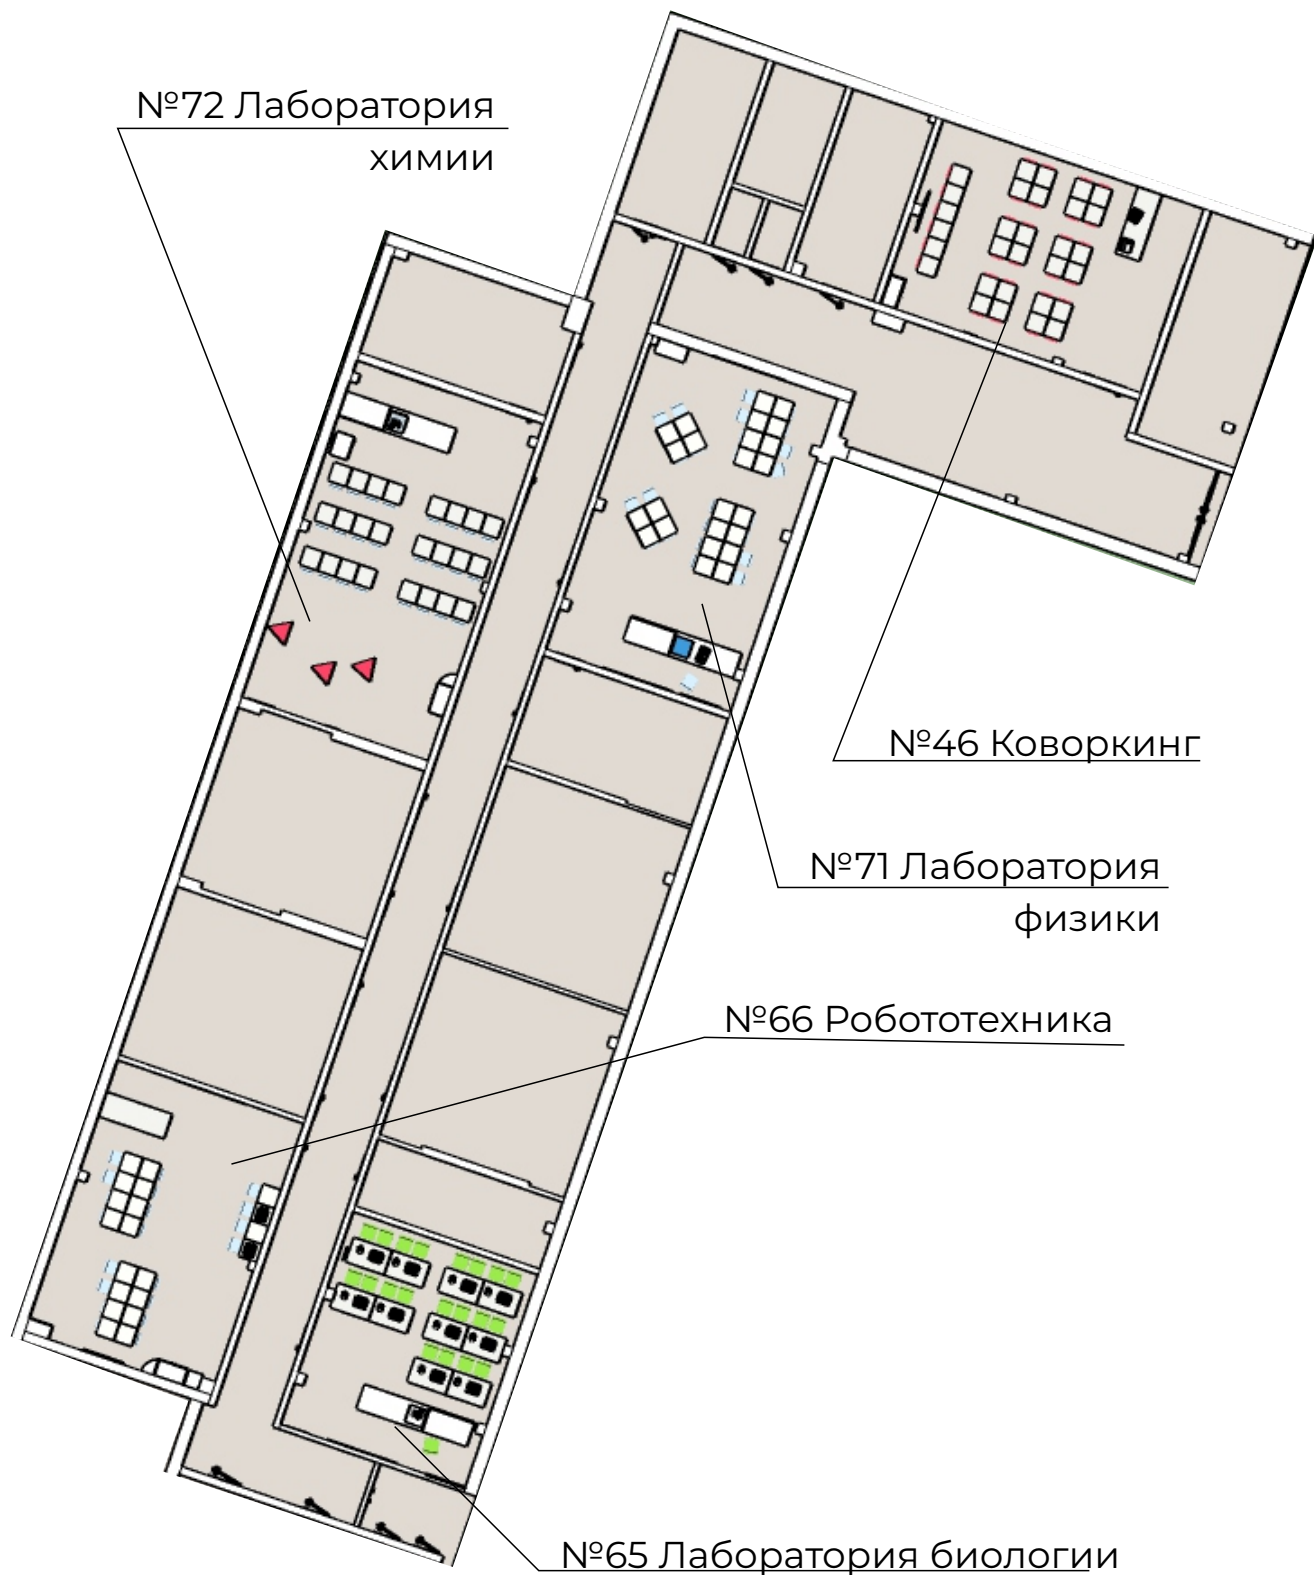 №72 Лаборатория
химии
№46 Коворкинг
№71 Лаборатория
физики
№66 Робототехника
№65 Лаборатория биологии